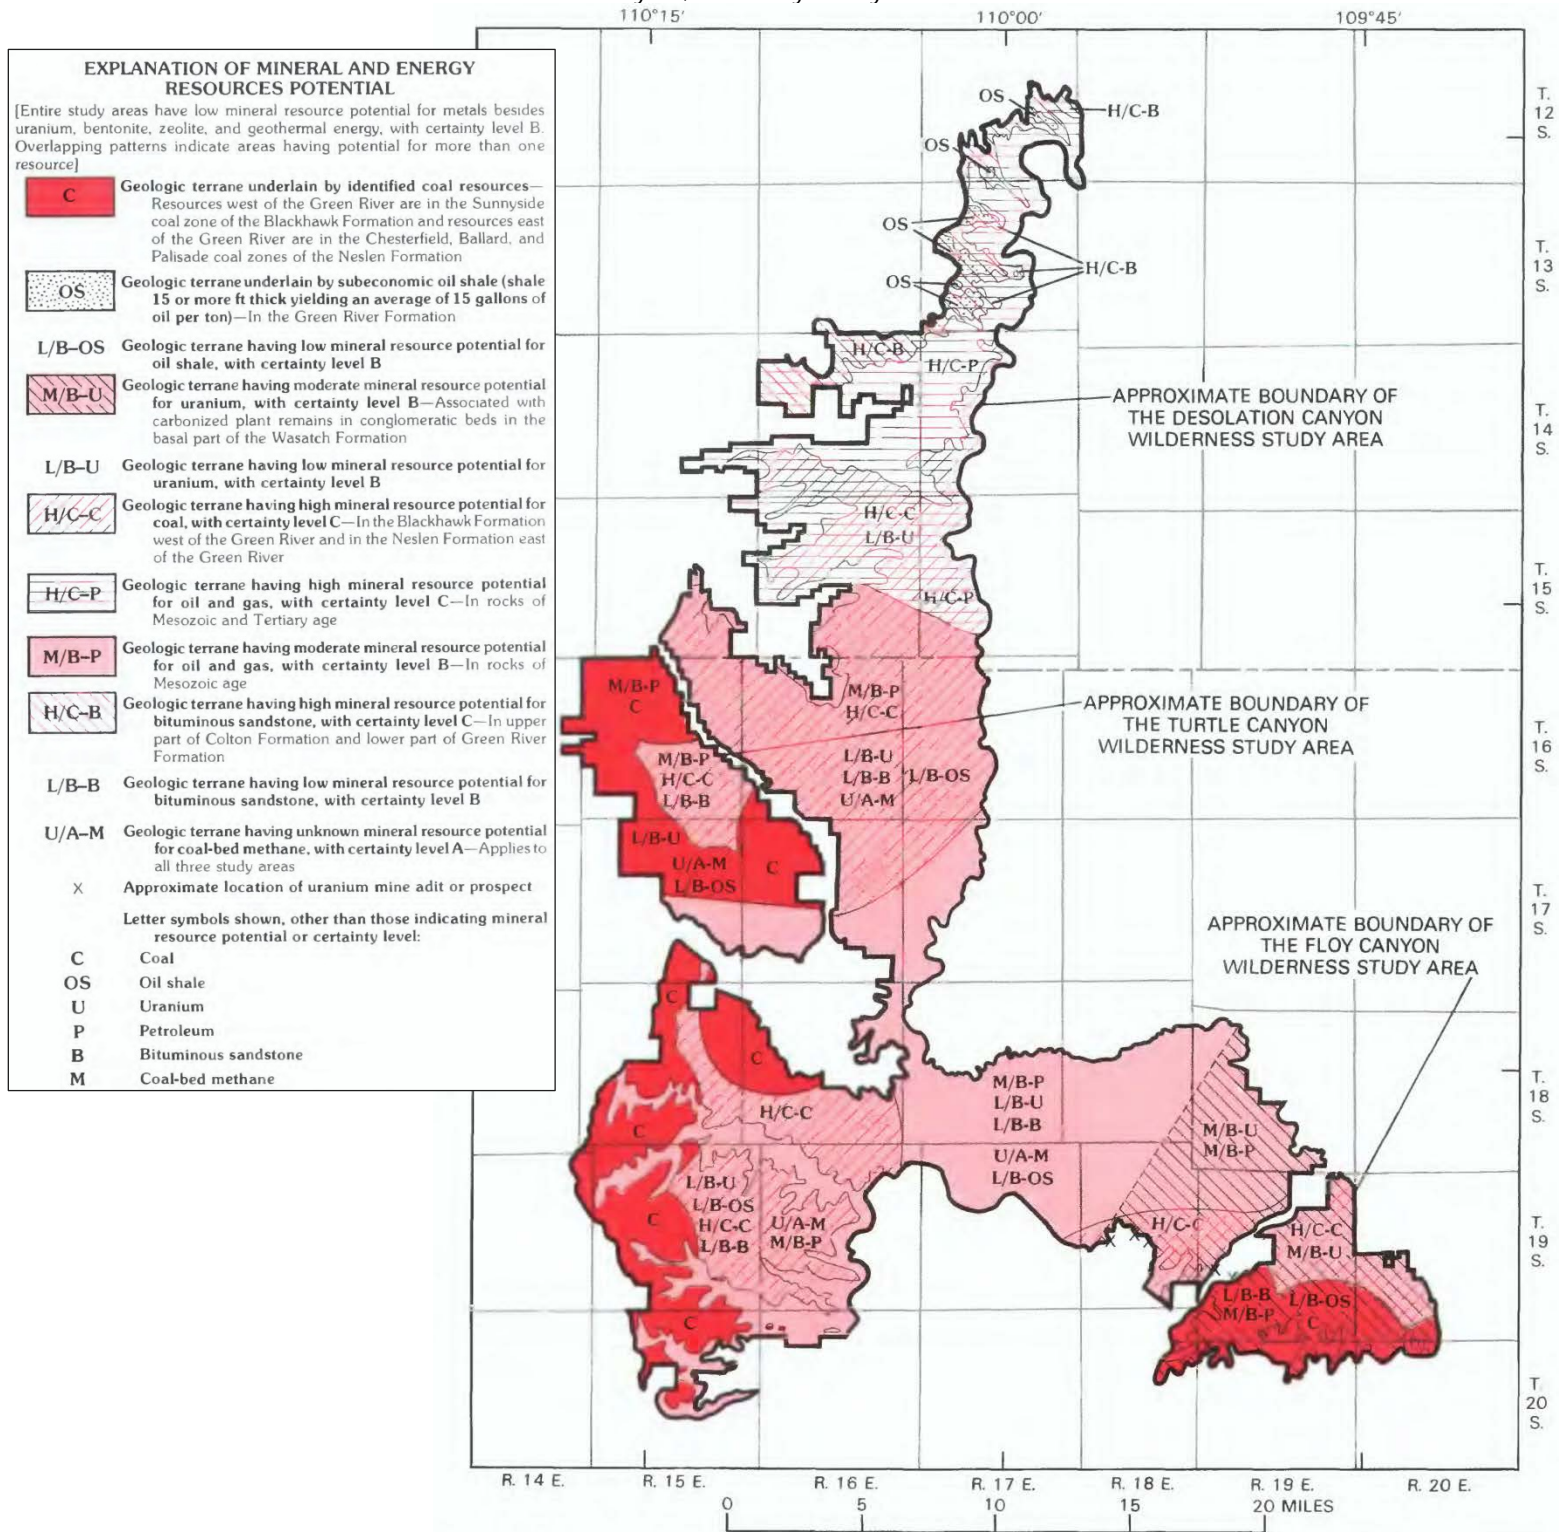 110°15′
110°00′
109°45′
EXPLANATION OF MINERAL AND ENERGY
RESOURCES POTENTIAL
[Entire study areas have low mineral resource potential for metals besides
uranium, bentonite, zeolite, and geothermal energy, with certainty level B.
Overlapping patterns indicate areas having potential for more than one
resource]
C
Geologic terrane underlain by identified coal resources—
Resources west of the Green River are in the Sunnyside
coal zone of the Blackhawk Formation and resources east
of the Green River are in the Chesterfield, Ballard, and
Palisade coal zones of the Neslen Formation
OS
Geologic terrane underlain by subeconomic oil shale (shale
15 or more ft thick yielding an average of 15 gallons of
oil per ton)—In the Green River Formation
L/B–OS
Geologic terrane having low mineral resource potential for
oil shale, with certainty level B
M/B–U
Geologic terrane having moderate mineral resource potential
for uranium, with certainty level B—Associated with
carbonized plant remains in conglomeratic beds in the
basal part of the Wasatch Formation
L/B–U
Geologic terrane having low mineral resource potential for
uranium, with certainty level B
H/C–C
Geologic terrane having high mineral resource potential for
coal, with certainty level C—In the Blackhawk Formation
west of the Green River and in the Neslen Formation east
of the Green River
H/C–P
Geologic terrane having high mineral resource potential
for oil and gas, with certainty level C—In rocks of
Mesozoic and Tertiary age
M/B–P
Geologic terrane having moderate mineral resource potential
for oil and gas, with certainty level B—In rocks of
Mesozoic age
H/C–B
Geologic terrane having high mineral resource potential for
bituminous sandstone, with certainty level C—In upper
part of Colton Formation and lower part of Green River
Formation
L/B–B
Geologic terrane having low mineral resource potential for
bituminous sandstone, with certainty level B
U/A–M
Geologic terrane having unknown mineral resource potential
for coal-bed methane, with certainty level A—Applies to
all three study areas
X
Approximate location of uranium mine adit or prospect
Letter symbols shown, other than those indicating mineral
resource potential or certainty level:
C Coal
OS Oil shale
U Uranium
P Petroleum
B Bituminous sandstone
M Coal-bed methane
OS
H/C-B
OS
OS
H/C-B
OS
H/C-B
H/C-P
APPROXIMATE BOUNDARY OF
THE DESOLATION CANYON
WILDERNESS STUDY AREA
H/C-C
L/B-U
H/C-P
M/B-P
C
M/B-P
H/C-C
APPROXIMATE BOUNDARY OF
THE TURTLE CANYON
WILDERNESS STUDY AREA
M/B-P
H/C-C
L/B-B
L/B-U
L/B-B
U/A-M
L/B-OS
L/B-U
U/A-M
L/B-OS
C
APPROXIMATE BOUNDARY OF
THE FLOY CANYON
WILDERNESS STUDY AREA
C
C
M/B-P
L/B-U
L/B-B
H/C-C
C
M/B-U
M/B-P
U/A-M
L/B-OS
L/B-U
L/B-OS
H/C-C
L/B-B
U/A-M
M/B-P
C
H/C-C
H/C-C
M/B-U
L/B-B
M/B-P
L/B-OS
C
C
T.
12
S.
T.
13
S.
T.
14
S.
T.
15
S.
T.
16
S.
T.
17
S.
T.
18
S.
T.
19
S.
T.
20
S.
R. 14 E.
R. 15 E.
R. 16 E.
R. 17 E.
R. 18 E.
R. 19 E.
R. 20 E.
0
5
10
15
20 MILES